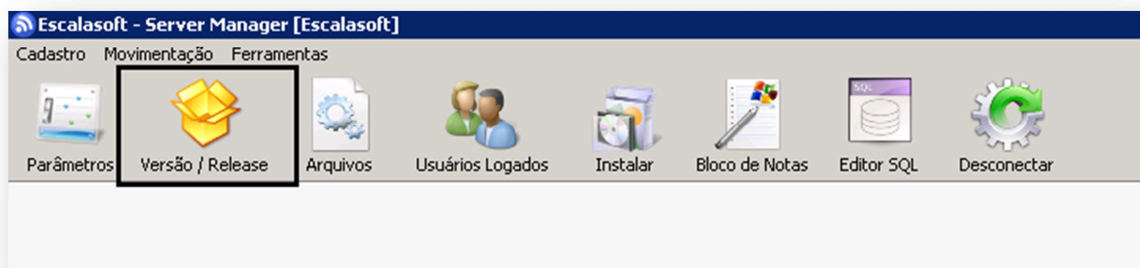 Escalasoft - Server Manager [Escalasoft]
Cadastro Movimentação Ferramentas
SQL
Parâmetros Versão / Release Arquivos Usuários Logados Instalar Bloco de Notas Editor SQL Desconectar